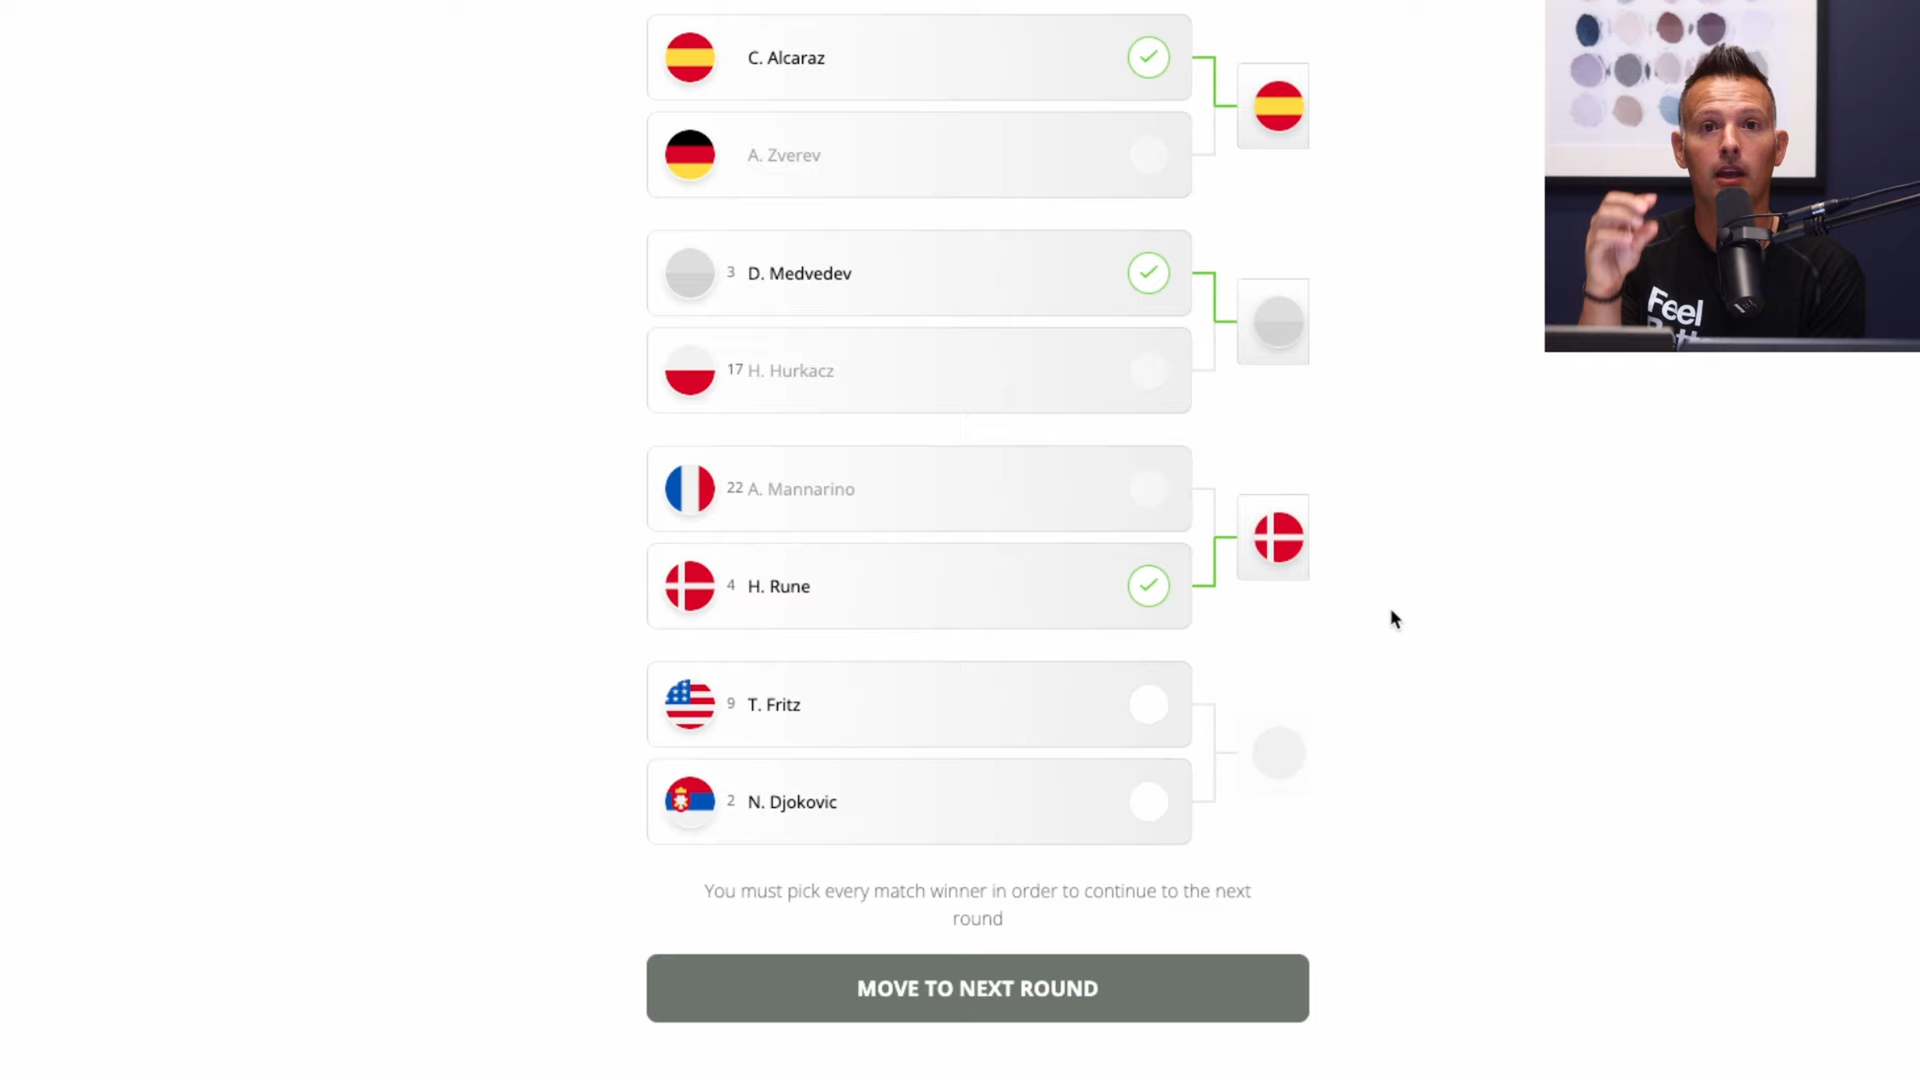 C. Alcaraz
A. Zverev
3 D. Medvedev
17 H. Hurkacz
22 A. Mannarino
4 H. Rune
9 T. Fritz
2 N. Djokovic
You must pick every match winner in order to continue to the next
round
MOVE TO NEXT ROUND
Feel